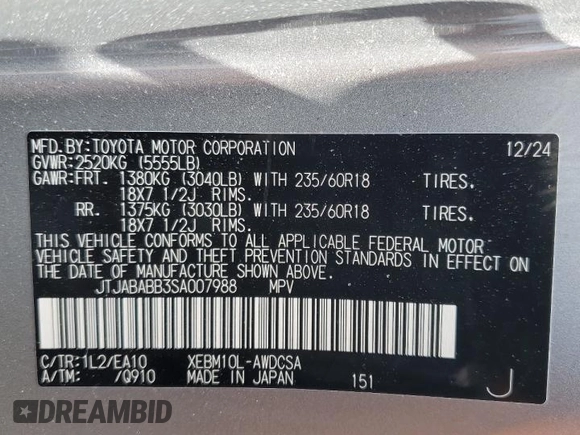 MFD.BY:TOYOTA MOTOR CORPORATION 12/24
GVWR:2520KG (5555LB)
GAWR:FRT. 1380KG (3040LB) WITH 235/60R18 TIRES.
18X7 1/2J RIMS.
RR. 1375KG (3030LB) WITH 235/60R18 TIRES.
18X7 1/2J RIMS.
THIS VEHICLE CONFORMS TO ALL APPLICABLE FEDERAL MOTOR
VEHICLE SAFETY AND THEFT PREVENTION STANDARDS IN EFFECT ON
THE DATE OF MANUFACTURE SHOWN ABOVE.
JTJABABB3SA007988 MPV
C/TR:1L2/EA10 XEBM10L-AWDCSA
A/TM: /Q910 MADE IN JAPAN 151 J
DREAMBID